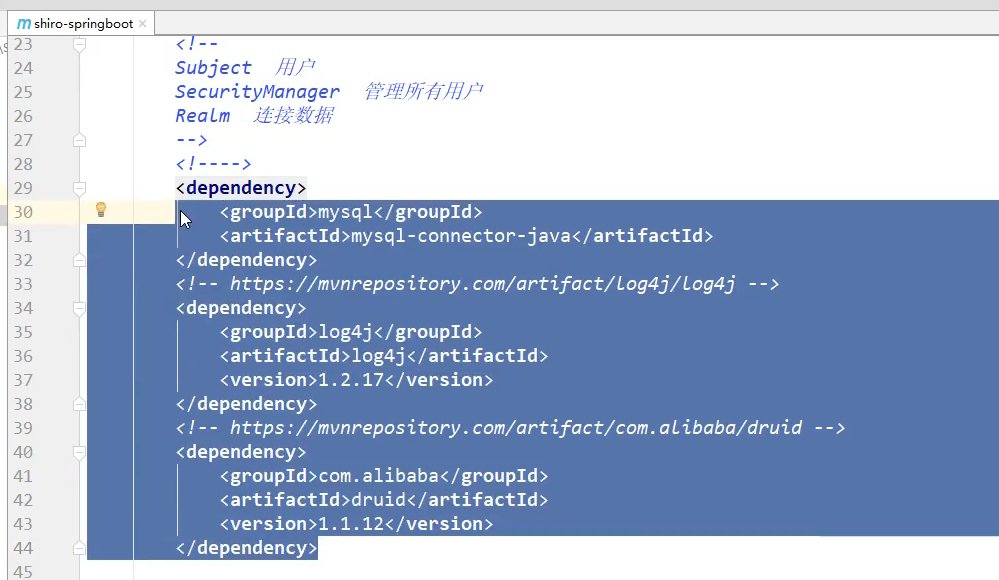 m shiro-springboot ×
23 <!--
24 Subject 用户
25 SecurityManager 管理所有用户
26 Realm 连接数据
27 -->
28 <!---->
29 <dependency>
30 <groupId>mysql</groupId>
31 <artifactId>mysql-connector-java</artifactId>
32 </dependency>
33 <!-- https://mvnrepository.com/artifact/log4j/log4j -->
34 <dependency>
35 <groupId>log4j</groupId>
36 <artifactId>log4j</artifactId>
37 <version>1.2.17</version>
38 </dependency>
39 <!-- https://mvnrepository.com/artifact/com.alibaba/druid -->
40 <dependency>
41 <groupId>com.alibaba</groupId>
42 <artifactId>druid</artifactId>
43 <version>1.1.12</version>
44 </dependency>
45